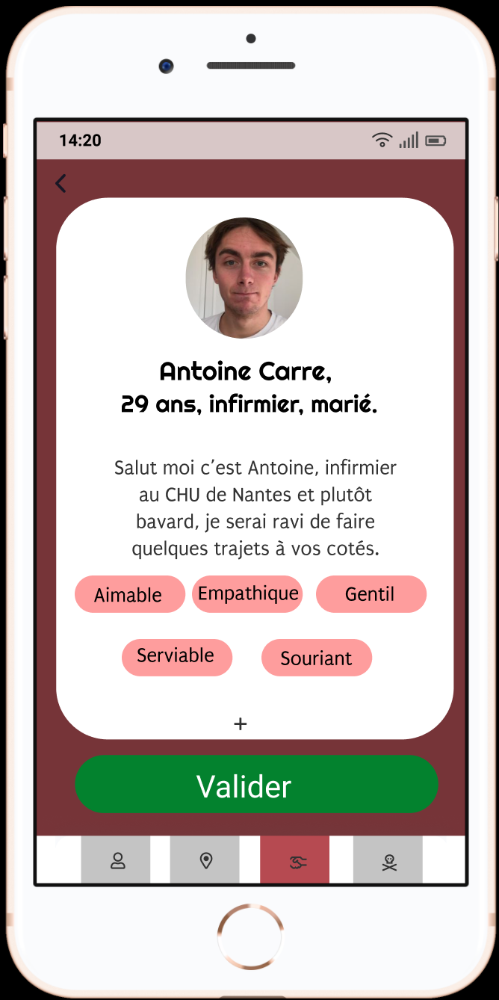 14:20
Antoine Carre,
29 ans, infirmier, marié.
Salut moi c’est Antoine, infirmier
au CHU de Nantes et plutôt
bavard, je serai ravi de faire
quelques trajets à vos cotés.
Aimable Empathique Gentil
Serviable Souriant
+
Valider